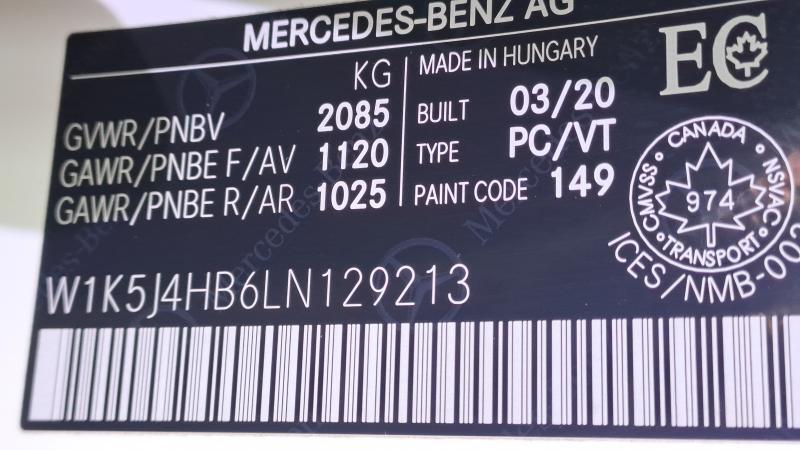 MERCEDES-BENZ AG
KG
GVWR/PNBV 2085
GAWR/PNBE F/AV 1120
GAWR/PNBE R/AR 1025
MADE IN HUNGARY
BUILT 03/20
TYPE PC/VT
PAINT CODE 149
EC
CANADA
CMVSS • NSVAC
974
TRANSPORT
ICES/NMB-00
W1K5J4HB6LN129213